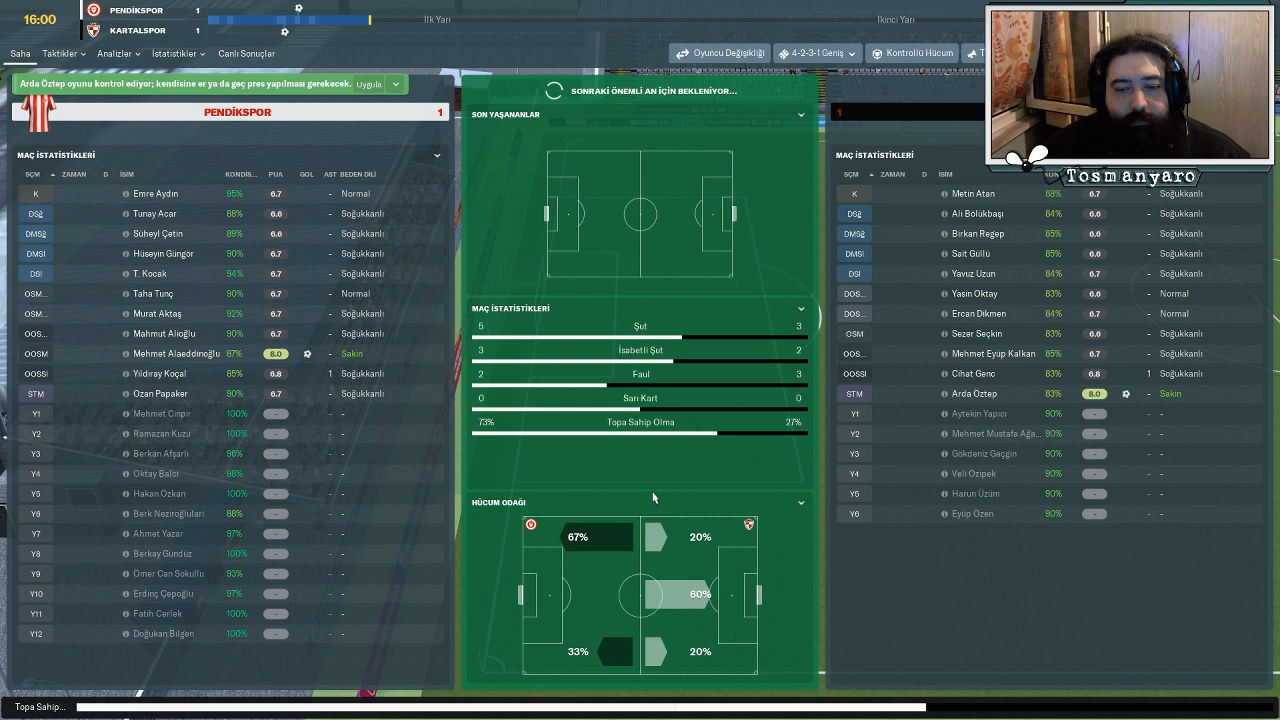 16:00
PENDİKSPOR 1
KARTALSPOR 1
İlk Yarı
İkinci Yarı
Saha Taktikler Analizler İstatistikler Canlı Sonuçlar
Oyuncu Değişikliği 4-2-3-1 Geniş Kontrollü Hücum
Arda Öztep oyunu kontrol ediyor; kendisine er ya da geç pres yapılması gerekecek. Uygula
SONRAKİ ÖNEMLİ AN İÇİN BEKLENİYOR...
PENDİKSPOR 1
1
Tosmanyaro
MAÇ İSTATİSTİKLERİ
SÇM ZAMAN D İSİM KONDİS... PUA GOL AST BEDEN DİLİ
K Emre Aydın 95% 6.7 - Normal
DSğ Tunay Acar 88% 6.6 - Soğukkanlı
DMSğ Süheyl Çetin 89% 6.6 - Soğukkanlı
DMSl Hüseyin Güngör 90% 6.7 - Soğukkanlı
DSl T. Kocak 94% 6.7 - Soğukkanlı
OSM... Taha Tunç 90% 6.7 - Normal
OSM... Murat Aktaş 92% 6.7 - Soğukkanlı
OOS... Mahmut Alioğlu 90% 6.7 - Soğukkanlı
OOSM Mehmet Alaeddinoğlu 87% 8.0 - Sakin
OOSSl Yıldıray Koçal 85% 6.8 1 Soğukkanlı
STM Ozan Papaker 90% 6.7 - Soğukkanlı
Y1 Mehmet Cinpir 100% - - -
Y2 Ramazan Kuzu 100% - - -
Y3 Berkan Afşarlı 96% - - -
Y4 Oktay Balcı 98% - - -
Y5 Hakan Özkan 100% - - -
Y6 Berk Neziroğluları 88% - - -
Y7 Ahmet Yazar 97% - - -
Y8 Berkay Gündüz 100% - - -
Y9 Ömer Can Sokullu 93% - - -
Y10 Erdinç Çepoğlu 97% - - -
Y11 Fatih Cerlek 100% - - -
Y12 Doğukan Bilgen 100% - - -
SON YAŞANANLAR
MAÇ İSTATİSTİKLERİ
5 Şut 3
3 İsabetli Şut 2
2 Faul 3
0 Sarı Kart 0
73% Topa Sahip Olma 27%
HÜCUM ODAĞI
67% 20%
60%
33% 20%
MAÇ İSTATİSTİKLERİ
SÇM ZAMAN D İSİM
K Metin Atan 88% 6.7 - Soğukkanlı
DSğ Ali Bölükbaşı 84% 6.6 - Soğukkanlı
DMSğ Birkan Regep 85% 6.6 - Soğukkanlı
DMSl Sait Güllü 85% 6.7 - Soğukkanlı
DSl Yavuz Uzun 84% 6.7 - Soğukkanlı
DOS... Yasin Oktay 83% 6.6 - Normal
DOS... Ercan Dikmen 84% 6.7 - Normal
OSM Sezer Seçkin 83% 6.6 - Soğukkanlı
OOS... Mehmet Eyüp Kalkan 85% 6.7 - Soğukkanlı
OOSSl Cihat Genc 83% 6.8 1 Soğukkanlı
STM Arda Öztep 83% 8.0 - Sakin
Y1 Aytekin Yapıcı 90% - - -
Y2 Mehmet Mustafa Ağa... 90% - - -
Y3 Gökdeniz Geçgin 90% - - -
Y4 Veli Özipek 90% - - -
Y5 Harun Üzüm 90% - - -
Y6 Eyüp Özen 90% - - -
Topa Sahip...